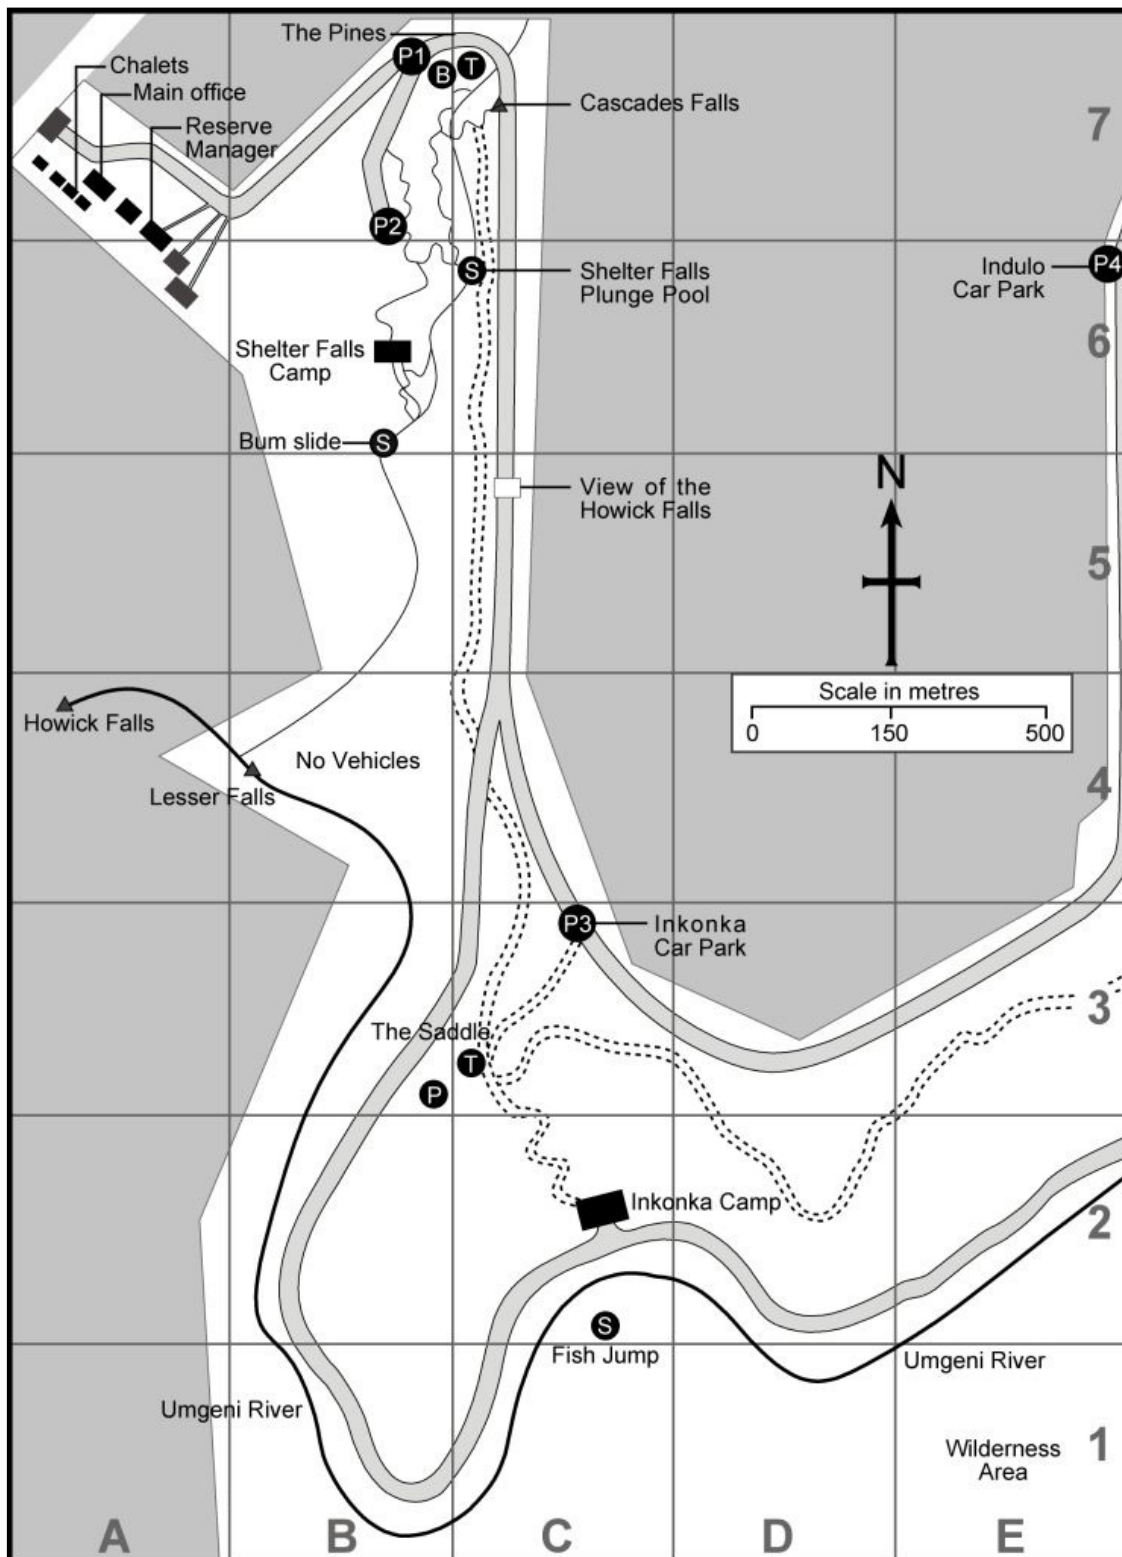 The Pines
P1
B
T
Chalets
Main office
Reserve
Manager
Cascades Falls
7
P2
S
Shelter Falls
Plunge Pool
Indulo
Car Park
P4
6
Shelter Falls
Camp
Bum slide
S
N
View of the
Howick Falls
5
Scale in metres
0 150 500
Howick Falls
No Vehicles
Lesser Falls
4
P3
Inkonka
Car Park
3
The Saddle
T
P
Inkonka Camp
2
S
Fish Jump
Umgeni River
Umgeni River
1
Wilderness
Area
A B C D E